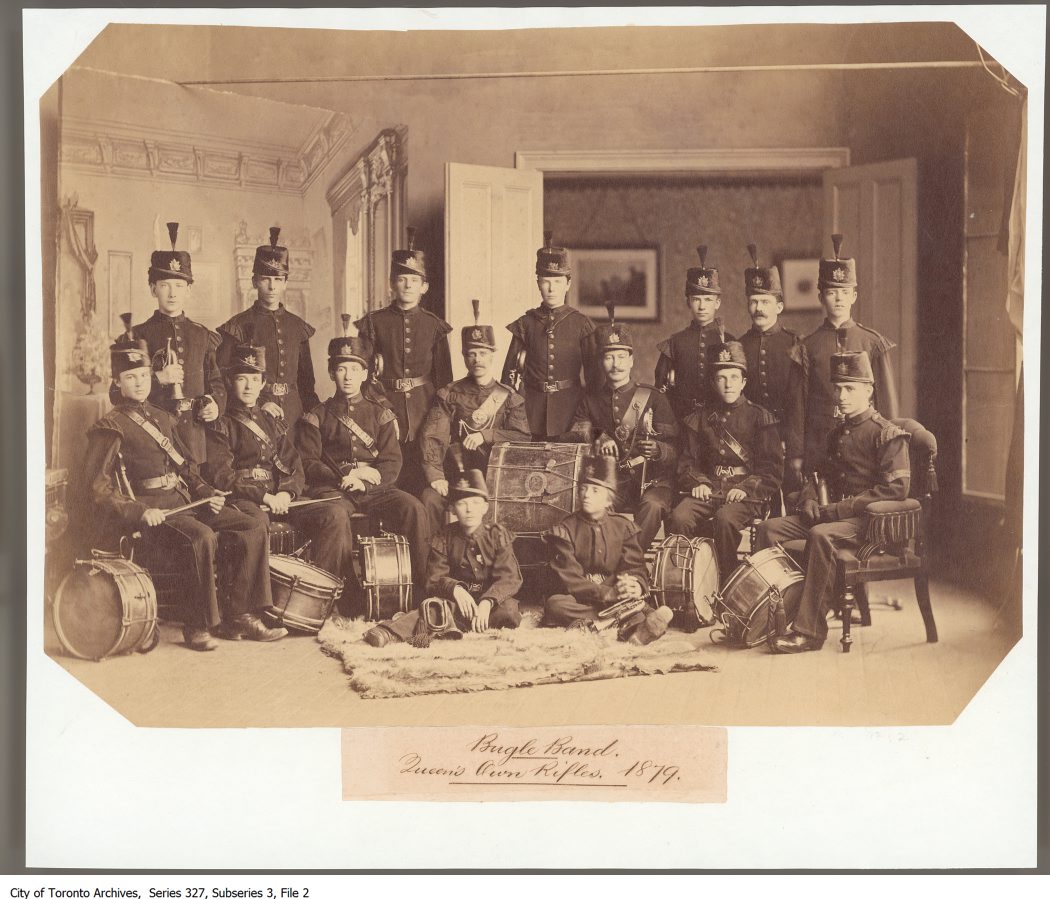 Bugle Band.
Queen's Own Rifles. 1879.
City of Toronto Archives, Series 327, Subseries 3, File 2